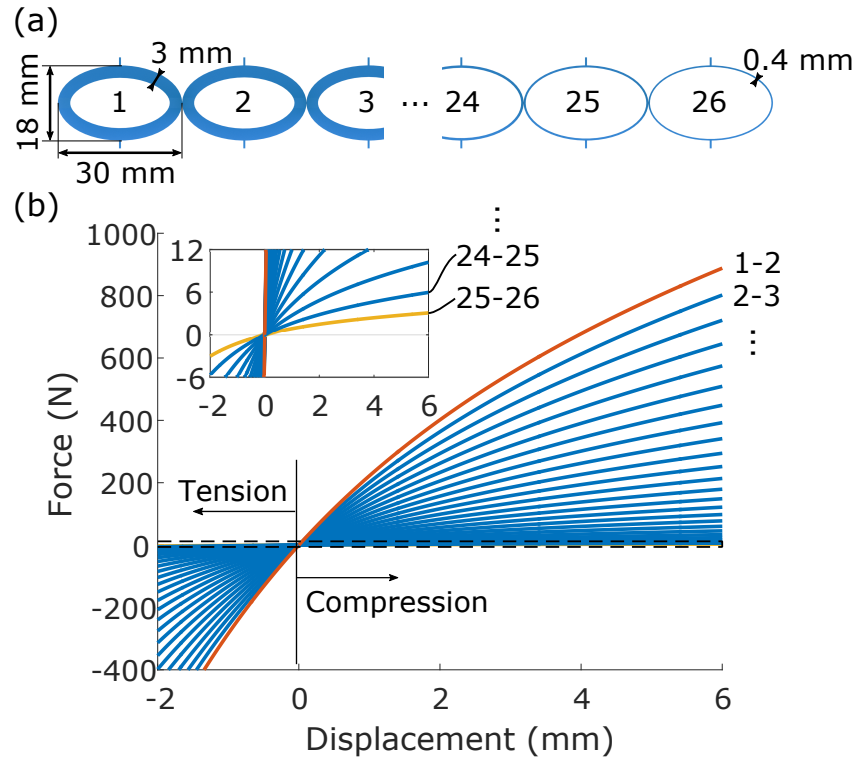 (a)
3 mm
0.4 mm
18 mm
1 2 3 ... 24 25 26
30 mm
(b)
Force (N)
1000
800
600
400
200
0
-200
-400
-2 0 2 4 6
Displacement (mm)
12
6
0
-6
-2 0 2 4 6
⋮
24-25
25-26
1-2
2-3
⋮
Tension
Compression